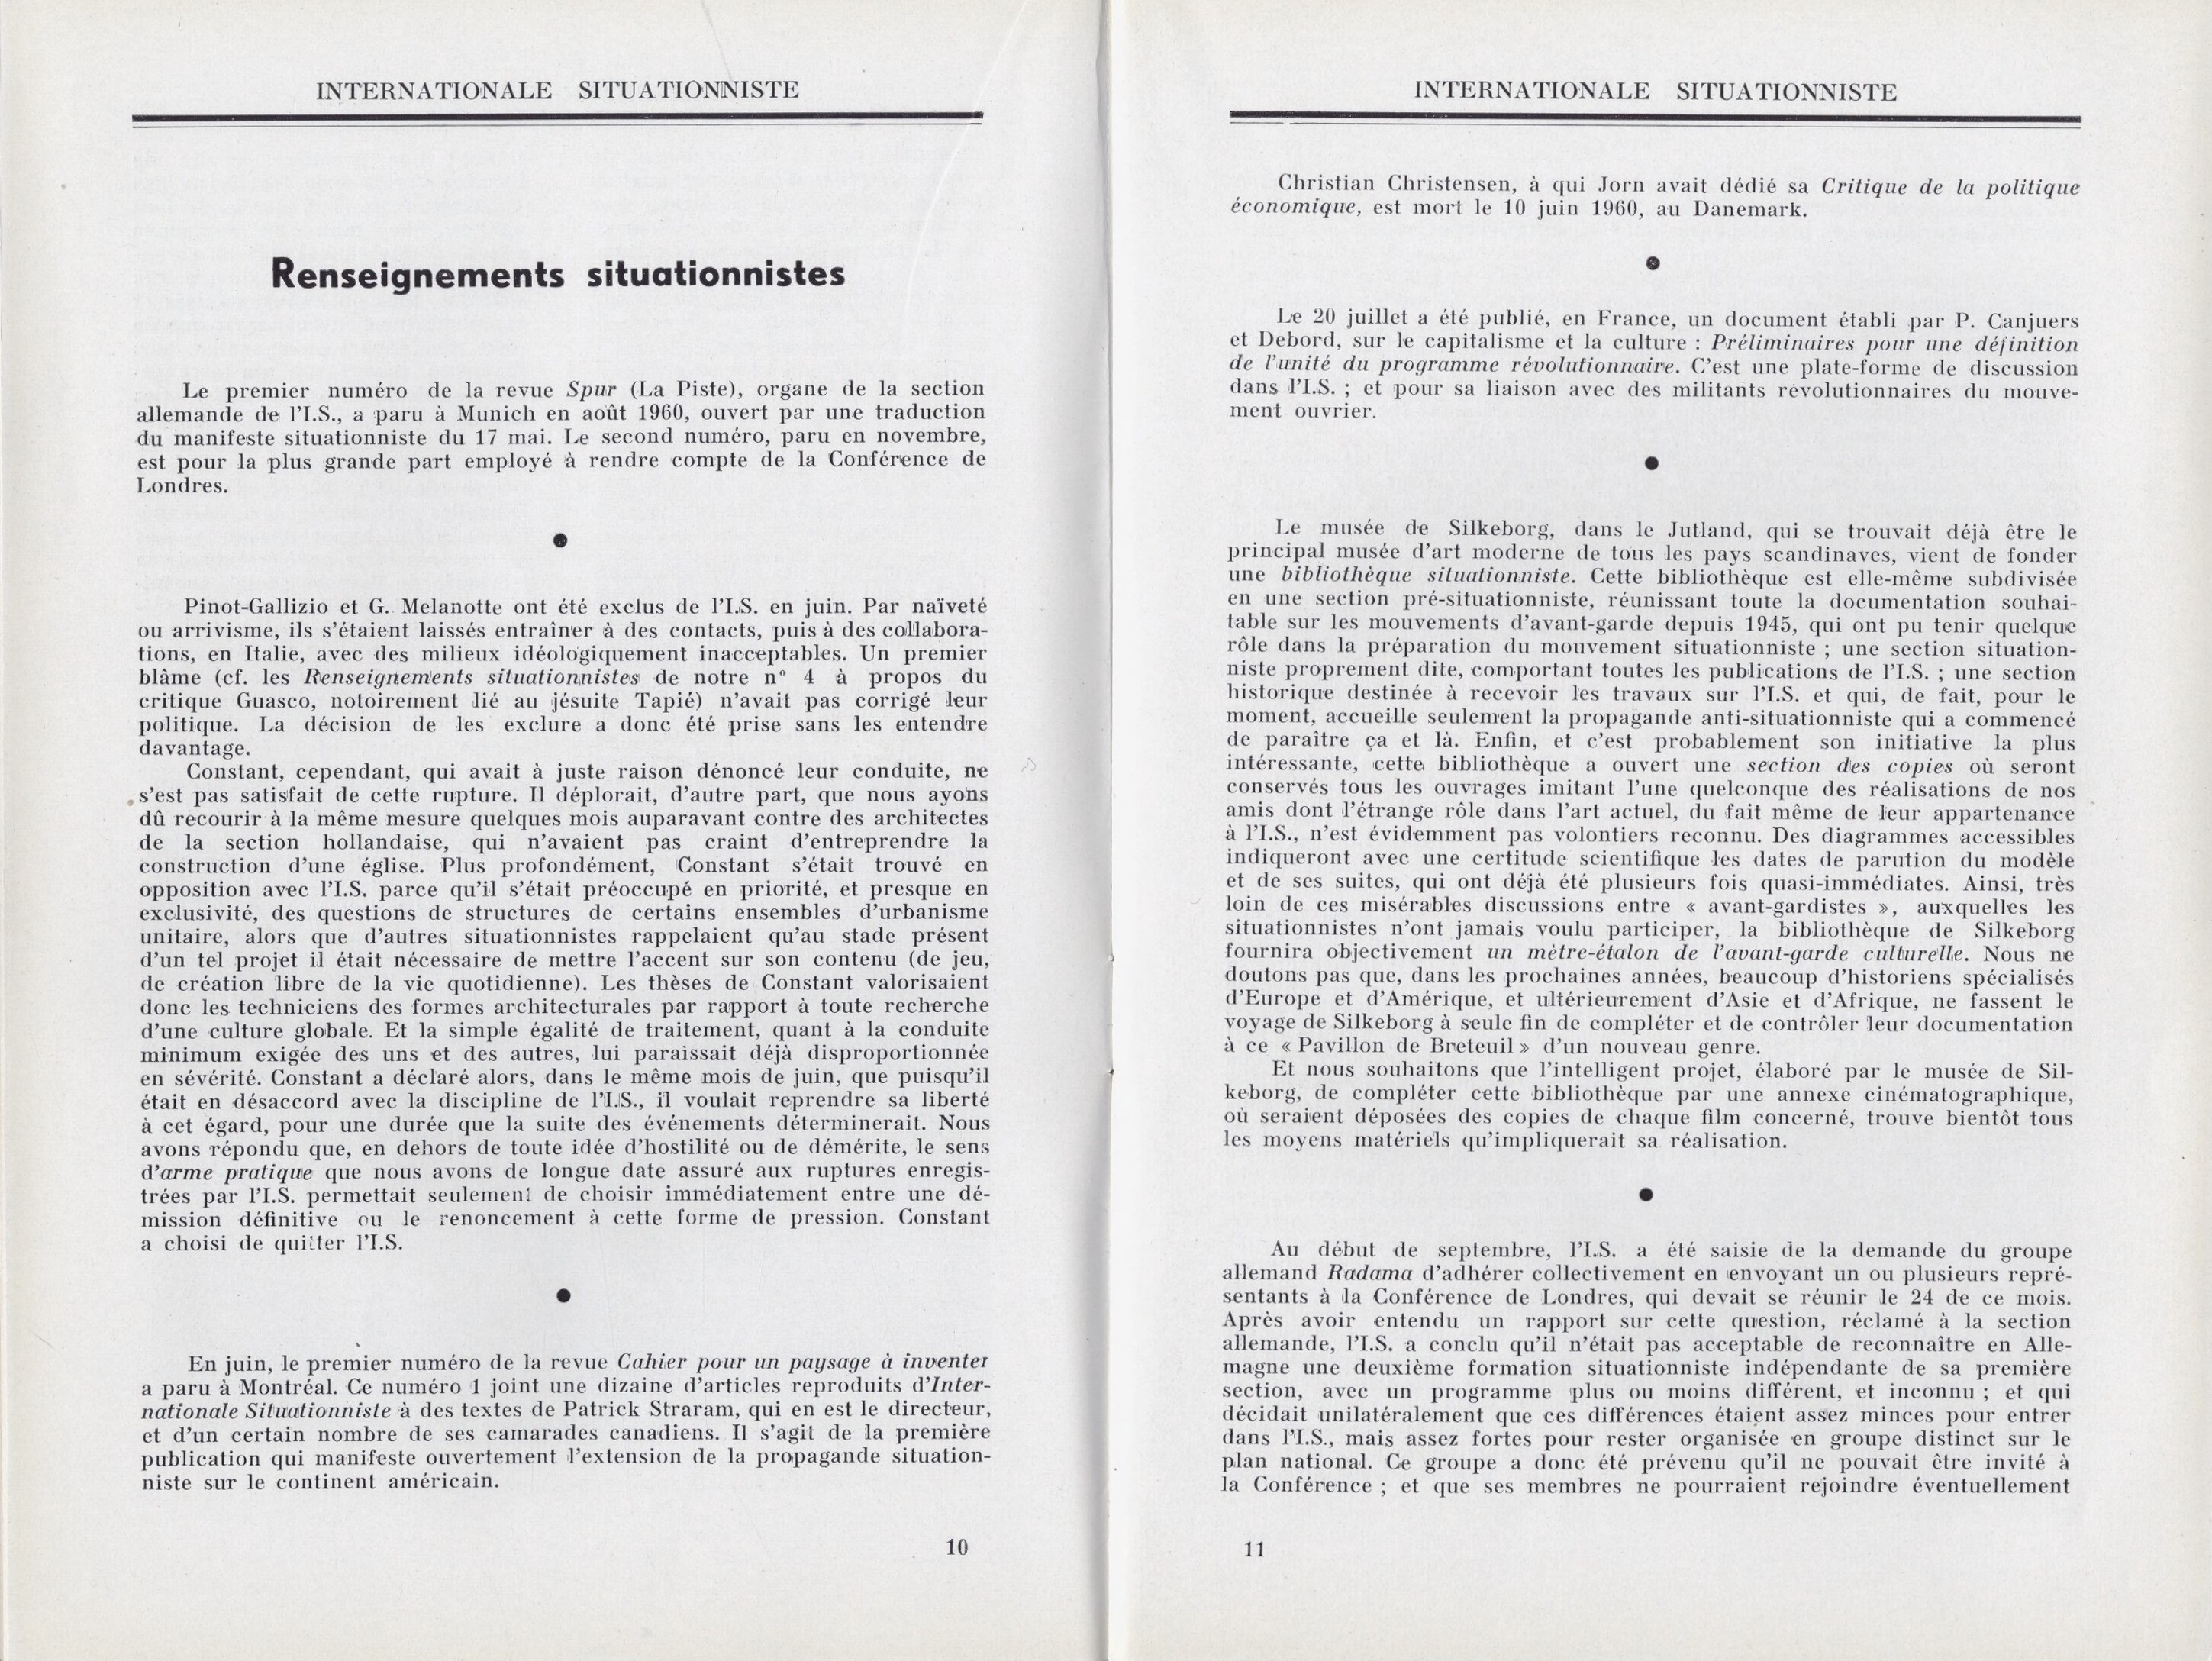 INTERNATIONALE SITUATIONNISTE
Renseignements situationnistes
Le premier numéro de la revue Spur (La Piste), organe de la section
allemande de l'I.S., a paru à Munich en août 1960, ouvert par une traduction
du manifeste situationniste du 17 mai. Le second numéro, paru en novembre,
est pour la plus grande part employé à rendre compte de la Conférence de
Londres.
●
Pinot-Gallizio et G. Melanotte ont été exclus de l'I.S. en juin. Par naïveté
ou arrivisme, ils s'étaient laissés entraîner à des contacts, puis à des collabora-
tions, en Italie, avec des milieux idéologiquement inacceptables. Un premier
blâme (cf. les Renseignements situationnistes de notre n° 4 à propos du
critique Guasco, notoirement lié au jésuite Tapié) n'avait pas corrigé leur
politique. La décision de les exclure a donc été prise sans les entendre
davantage.
Constant, cependant, qui avait à juste raison dénoncé leur conduite, ne
s'est pas satisfait de cette rupture. Il déplorait, d'autre part, que nous ayons
dû recourir à la même mesure quelques mois auparavant contre des architectes
de la section hollandaise, qui n'avaient pas craint d'entreprendre la
construction d'une église. Plus profondément, Constant s'était trouvé en
opposition avec l'I.S. parce qu'il s'était préoccupé en priorité, et presque en
exclusivité, des questions de structures de certains ensembles d'urbanisme
unitaire, alors que d'autres situationnistes rappelaient qu'au stade présent
d'un tel projet il était nécessaire de mettre l'accent sur son contenu (de jeu,
de création libre de la vie quotidienne). Les thèses de Constant valorisaient
donc les techniciens des formes architecturales par rapport à toute recherche
d'une culture globale. Et la simple égalité de traitement, quant à la conduite
minimum exigée des uns et des autres, lui paraissait déjà disproportionnée
en sévérité. Constant a déclaré alors, dans le même mois de juin, que puisqu'il
était en désaccord avec la discipline de l'I.S., il voulait reprendre sa liberté
à cet égard, pour une durée que la suite des événements déterminerait. Nous
avons répondu que, en dehors de toute idée d'hostilité ou de démérite, le sens
d'arme pratique que nous avons de longue date assuré aux ruptures enregis-
trées par l'I.S. permettait seulement de choisir immédiatement entre une dé-
mission définitive ou le renoncement à cette forme de pression. Constant
a choisi de quitter l'I.S.
●
En juin, le premier numéro de la revue Cahier pour un paysage à inventer
a paru à Montréal. Ce numéro 1 joint une dizaine d'articles reproduits d'Inter-
nationale Situationniste à des textes de Patrick Straram, qui en est le directeur,
et d'un certain nombre de ses camarades canadiens. Il s'agit de la première
publication qui manifeste ouvertement l'extension de la propagande situation-
niste sur le continent américain.
10
INTERNATIONALE SITUATIONNISTE
Christian Christensen, à qui Jorn avait dédié sa Critique de la politique
économique, est mort le 10 juin 1960, au Danemark.
●
Le 20 juillet a été publié, en France, un document établi par P. Canjuers
et Debord, sur le capitalisme et la culture : Préliminaires pour une définition
de l'unité du programme révolutionnaire. C'est une plate-forme de discussion
dans l'I.S. ; et pour sa liaison avec des militants révolutionnaires du mouve-
ment ouvrier.
●
Le musée de Silkeborg, dans le Jutland, qui se trouvait déjà être le
principal musée d'art moderne de tous les pays scandinaves, vient de fonder
une bibliothèque situationniste. Cette bibliothèque est elle-même subdivisée
en une section pré-situationniste, réunissant toute la documentation souhai-
table sur les mouvements d'avant-garde depuis 1945, qui ont pu tenir quelque
rôle dans la préparation du mouvement situationniste ; une section situation-
niste proprement dite, comportant toutes les publications de l'I.S. ; une section
historique destinée à recevoir les travaux sur l'I.S. et qui, de fait, pour le
moment, accueille seulement la propagande anti-situationniste qui a commencé
de paraître ça et là. Enfin, et c'est probablement son initiative la plus
intéressante, cette bibliothèque a ouvert une section des copies où seront
conservés tous les ouvrages imitant l'une quelconque des réalisations de nos
amis dont l'étrange rôle dans l'art actuel, du fait même de leur appartenance
à l'I.S., n'est évidemment pas volontiers reconnu. Des diagrammes accessibles
indiqueront avec une certitude scientifique les dates de parution du modèle
et de ses suites, qui ont déjà été plusieurs fois quasi-immédiates. Ainsi, très
loin de ces misérables discussions entre « avant-gardistes », auxquelles les
situationnistes n'ont jamais voulu participer, la bibliothèque de Silkeborg
fournira objectivement un mètre-étalon de l'avant-garde culturelle. Nous ne
doutons pas que, dans les prochaines années, beaucoup d'historiens spécialisés
d'Europe et d'Amérique, et ultérieurement d'Asie et d'Afrique, ne fassent le
voyage de Silkeborg à seule fin de compléter et de contrôler leur documentation
à ce « Pavillon de Breteuil » d'un nouveau genre.
Et nous souhaitons que l'intelligent projet, élaboré par le musée de Sil-
keborg, de compléter cette bibliothèque par une annexe cinématographique,
où seraient déposées des copies de chaque film concerné, trouve bientôt tous
les moyens matériels qu'impliquerait sa réalisation.
●
Au début de septembre, l'I.S. a été saisie de la demande du groupe
allemand Radama d'adhérer collectivement en envoyant un ou plusieurs repré-
sentants à la Conférence de Londres, qui devait se réunir le 24 de ce mois.
Après avoir entendu un rapport sur cette question, réclamé à la section
allemande, l'I.S. a conclu qu'il n'était pas acceptable de reconnaître en Alle-
magne une deuxième formation situationniste indépendante de sa première
section, avec un programme plus ou moins différent, et inconnu ; et qui
décidait unilatéralement que ces différences étaient assez minces pour entrer
dans l'I.S., mais assez fortes pour rester organisée en groupe distinct sur le
plan national. Ce groupe a donc été prévenu qu'il ne pouvait être invité à
la Conférence ; et que ses membres ne pourraient rejoindre éventuellement
11